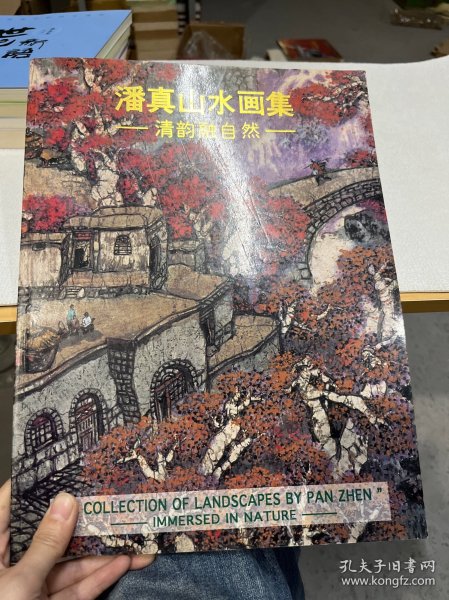 潘真山水画集
清韵融自然
COLLECTION OF LANDSCAPES BY PAN ZHEN "
IMMERSED IN NATURE
孔夫子旧书网
www.kongfz.com